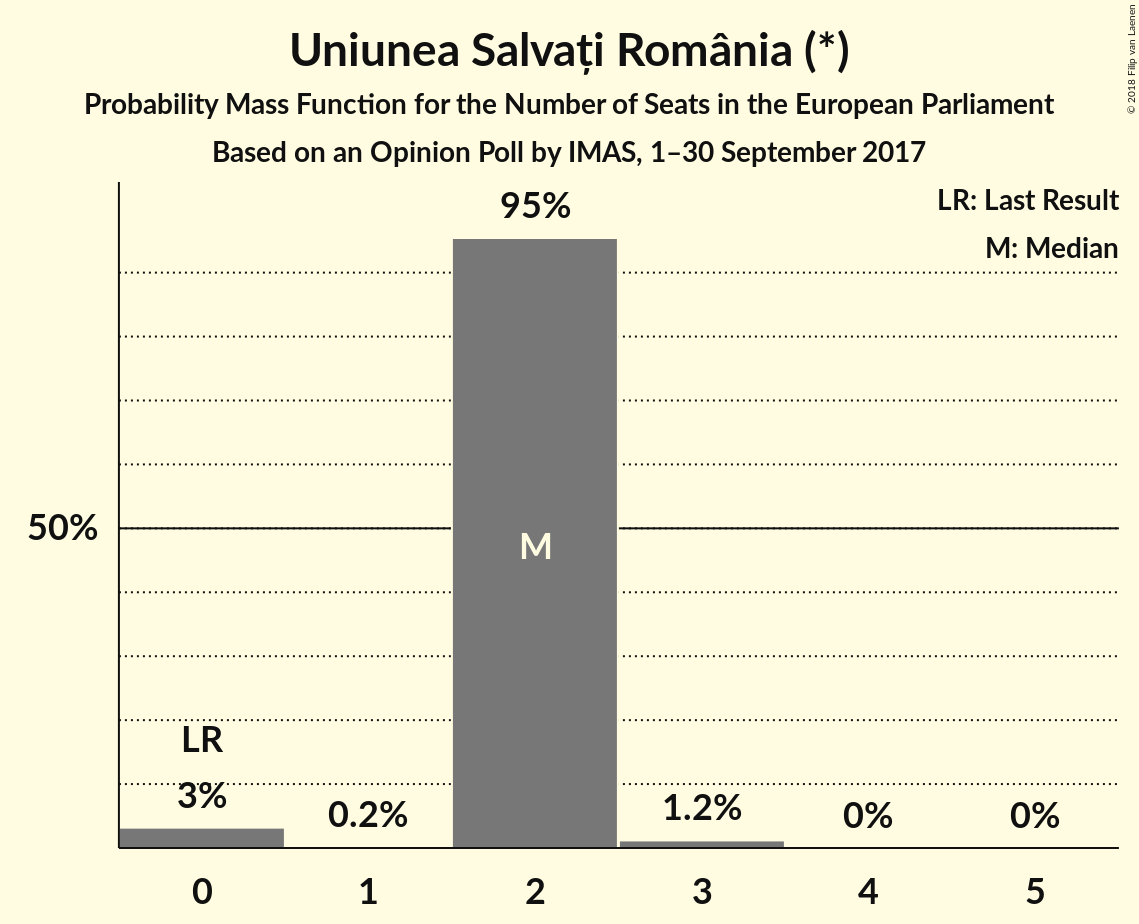 Uniunea Salvați România (*)
Probability Mass Function for the Number of Seats in the European Parliament
Based on an Opinion Poll by IMAS, 1–30 September 2017
© 2018 Filip van Laenen
LR: Last Result
M: Median
95%
50%
M
LR
3%
0.2%
1.2%
0%
0%
0
1
2
3
4
5